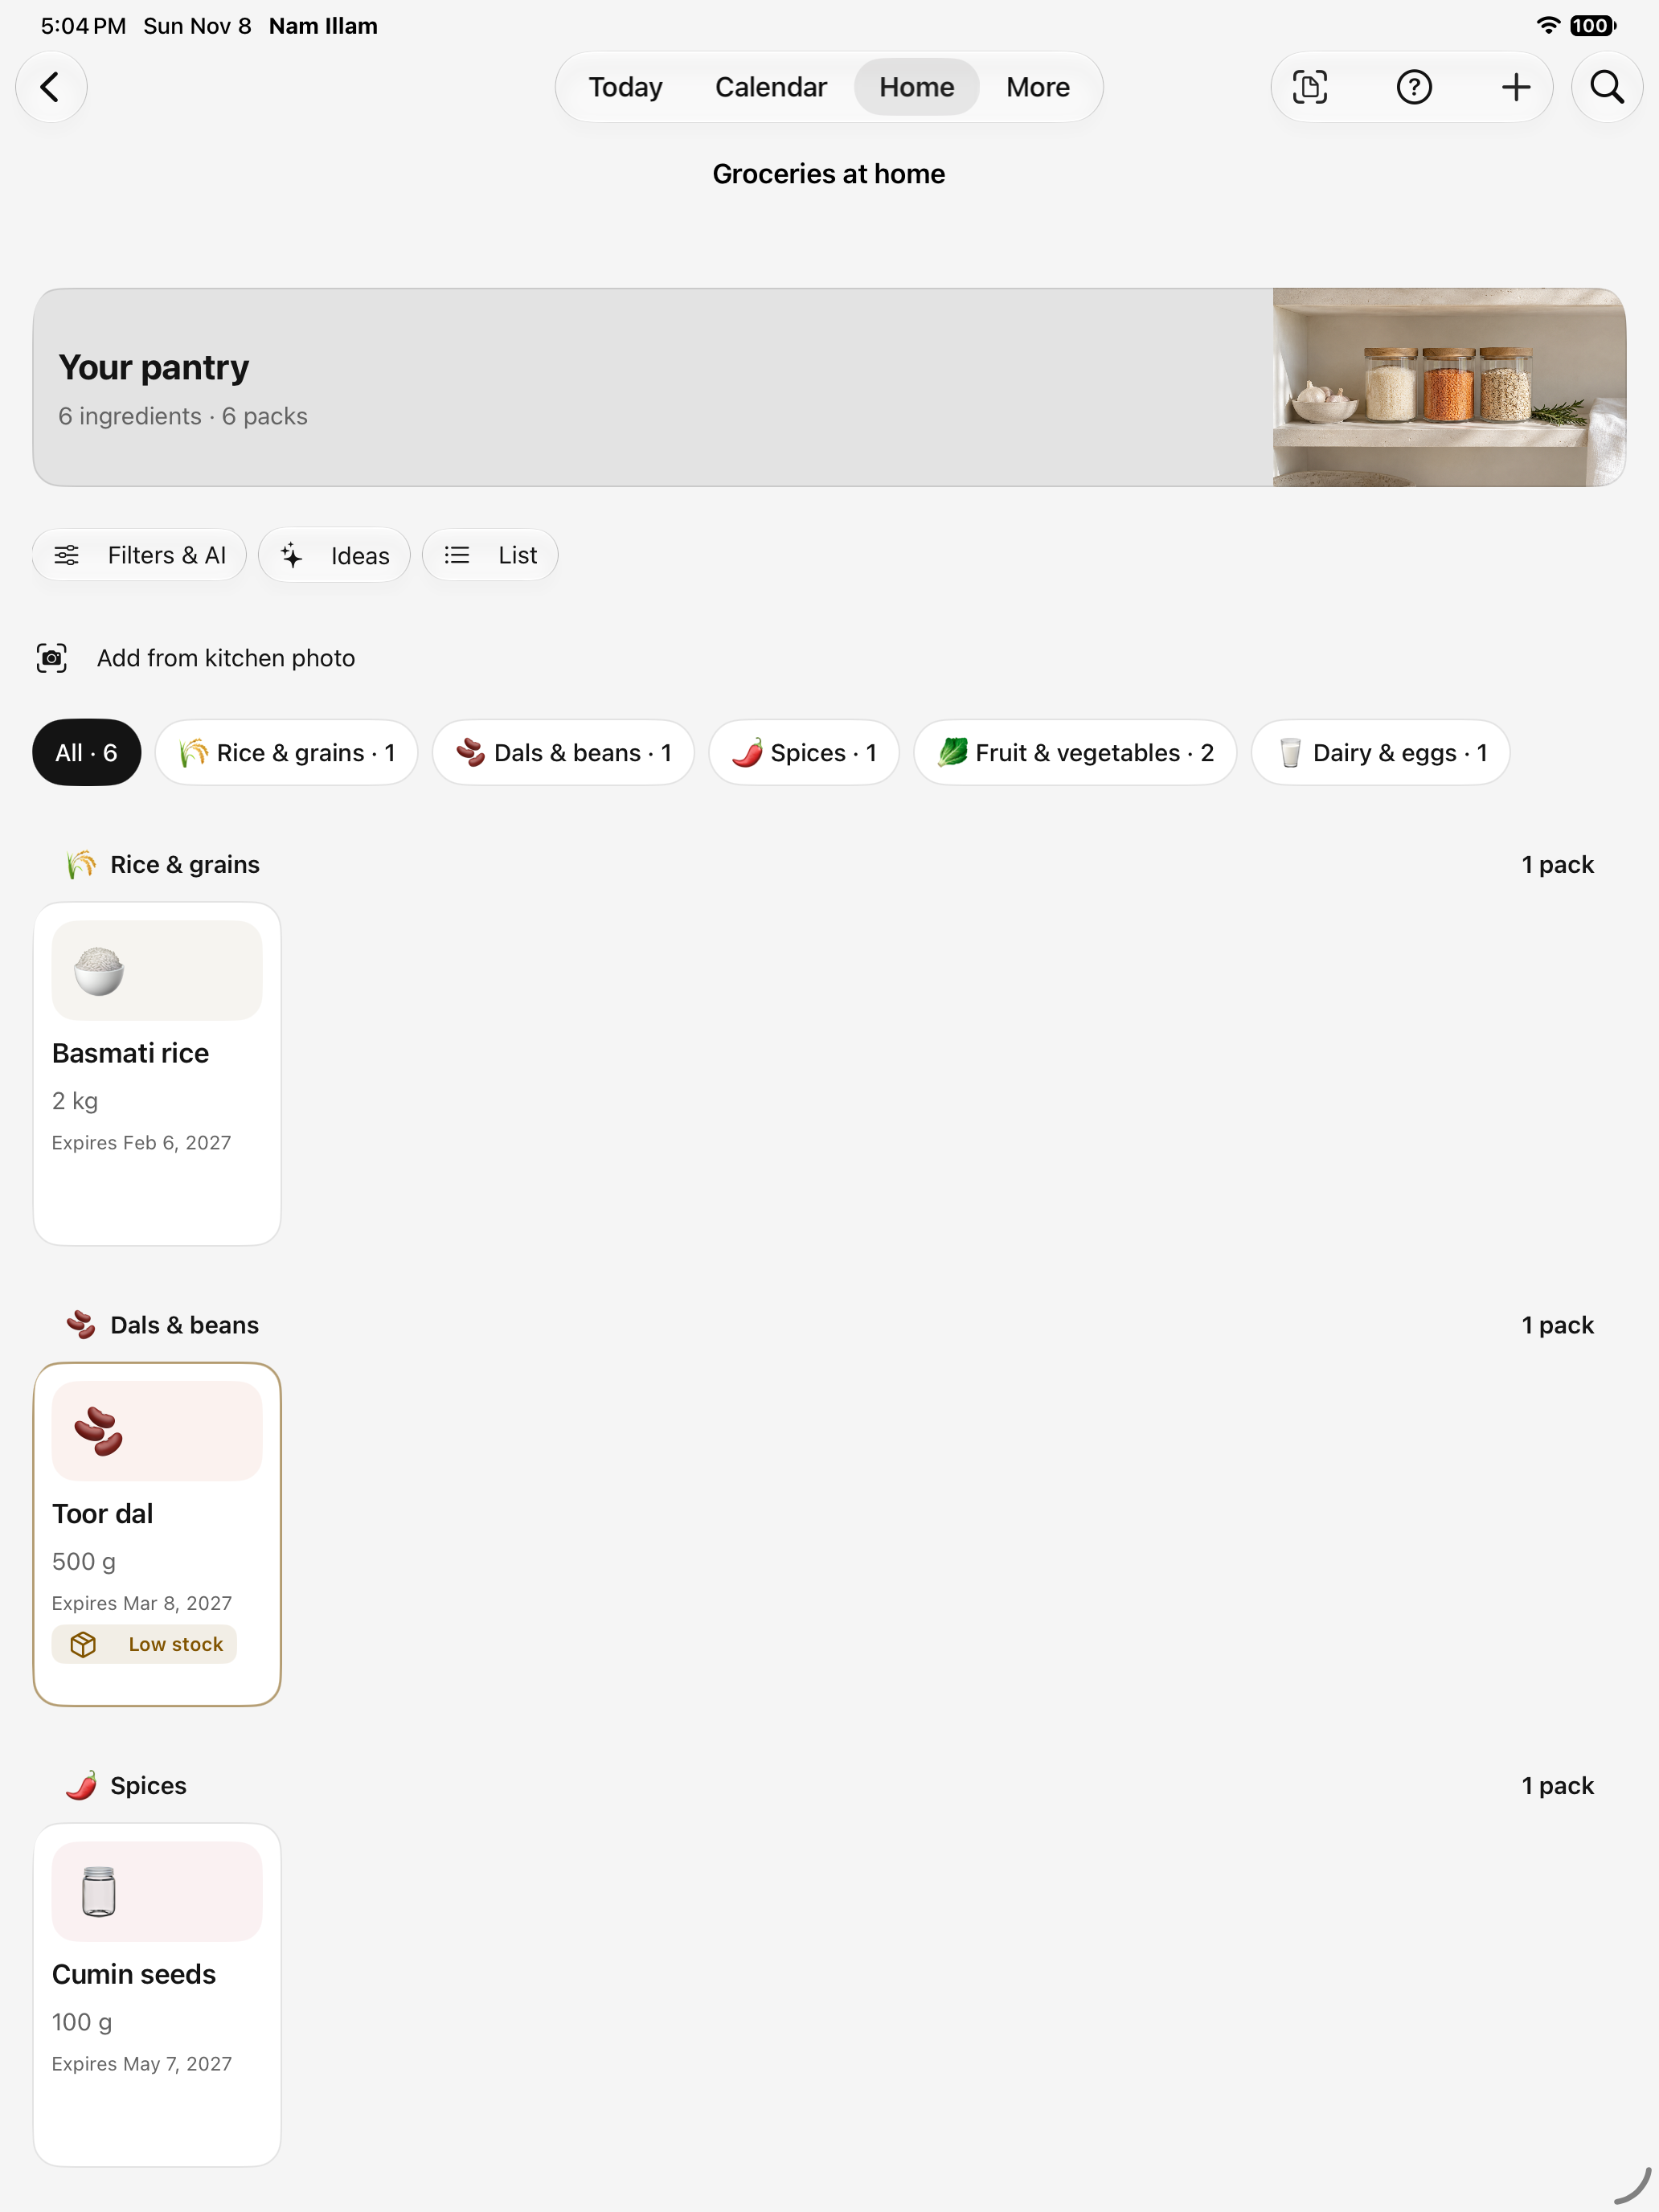 5:04 PM Sun Nov 8 Nam Illam
100
Today Calendar Home More
Groceries at home
Your pantry
6 ingredients · 6 packs
Filters & AI Ideas List
Add from kitchen photo
All · 6 Rice & grains · 1 Dals & beans · 1 Spices · 1 Fruit & vegetables · 2 Dairy & eggs · 1
Rice & grains 1 pack
Basmati rice
2 kg
Expires Feb 6, 2027
Dals & beans 1 pack
Toor dal
500 g
Expires Mar 8, 2027
Low stock
Spices 1 pack
Cumin seeds
100 g
Expires May 7, 2027